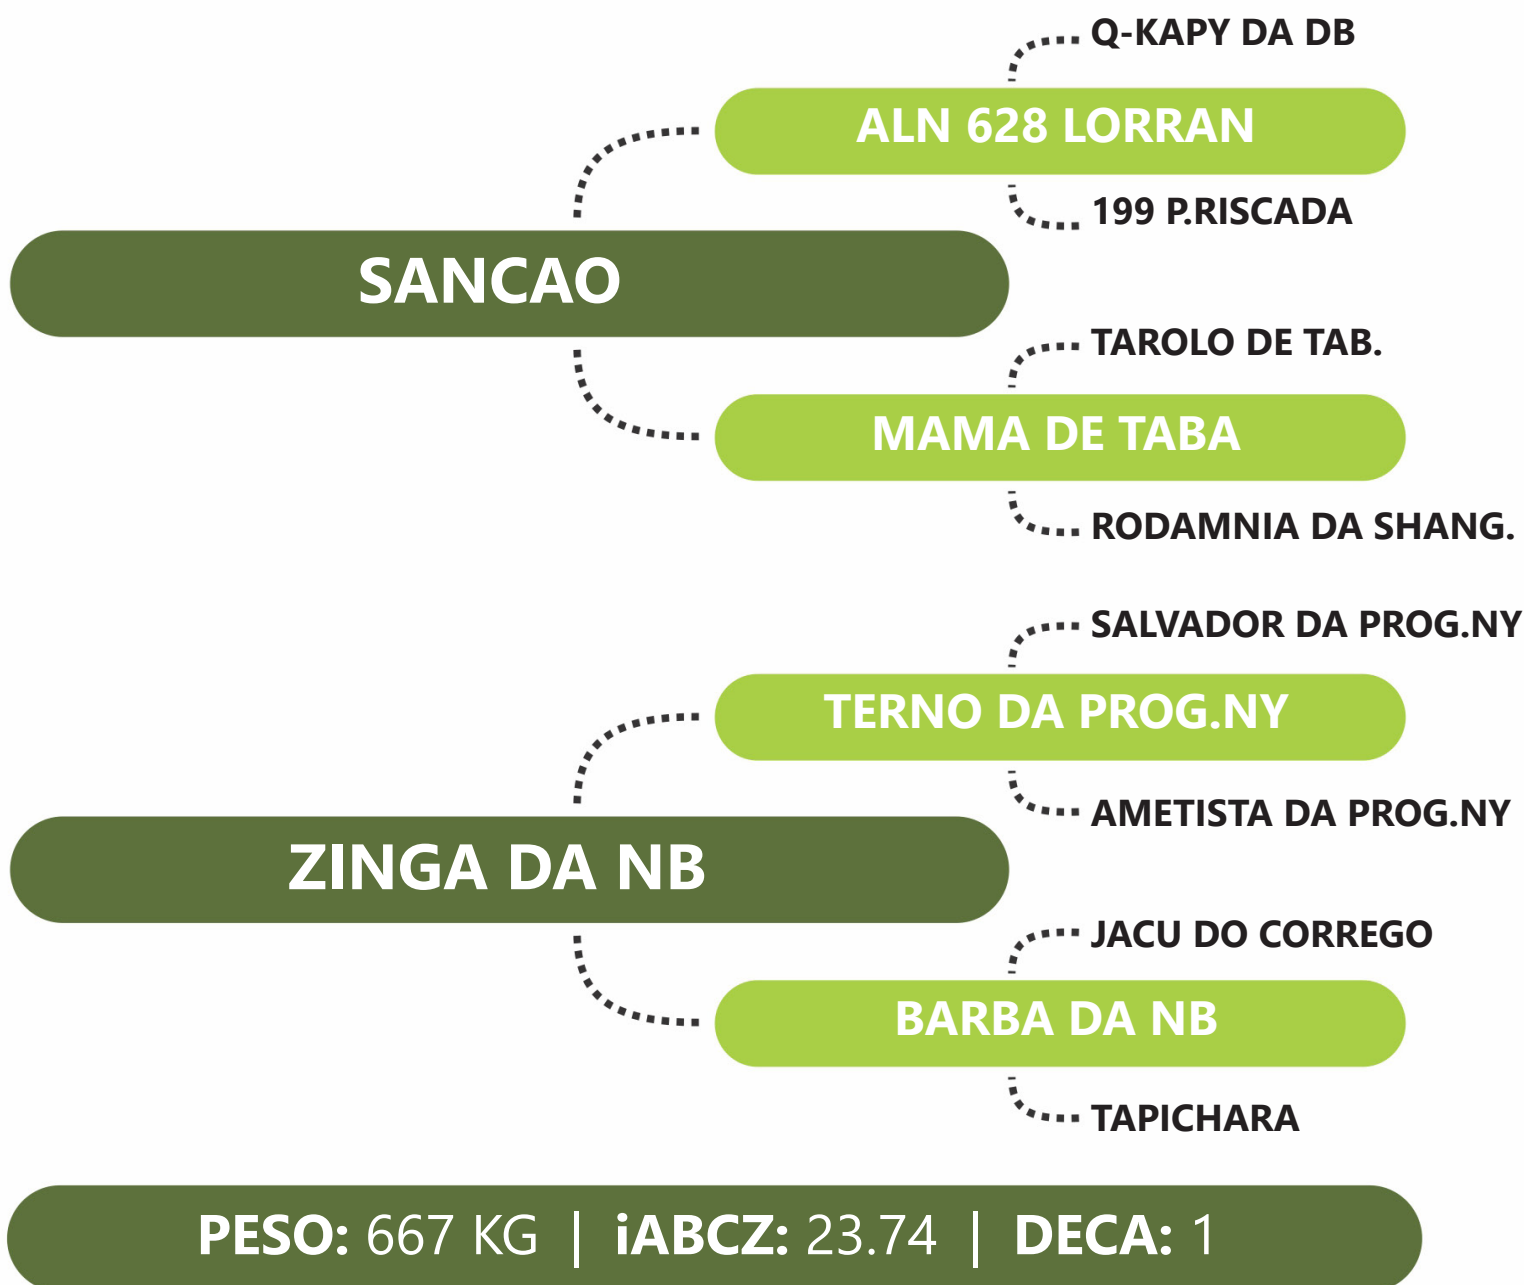 Q-KAPY DA DB
ALN 628 LORRAN
199 P.RISCADA
SANCAO
TAROLO DE TAB.
MAMA DE TABA
RODAMNIA DA SHANG.
SALVADOR DA PROG.NY
TERNO DA PROG.NY
AMETISTA DA PROG.NY
ZINGA DA NB
JACU DO CORREGO
BARBA DA NB
TAPICHARA
PESO: 667 KG | iABCZ: 23.74 | DECA: 1